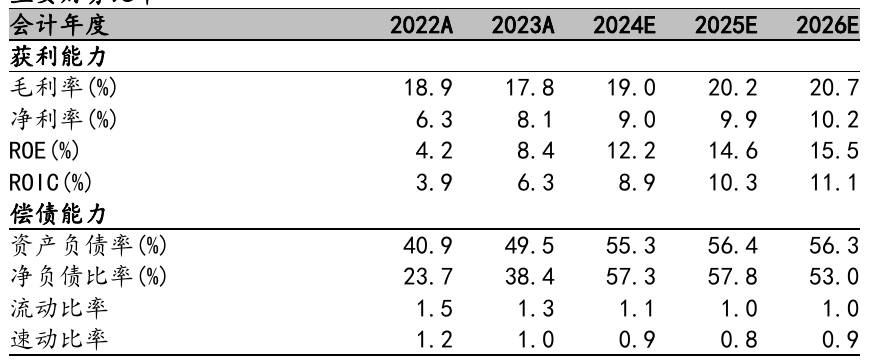 会计年度 2022A 2023A 2024E 2025E 2026E
获利能力
毛利率(%) 18.9 17.8 19.0 20.2 20.7
净利率(%) 6.3 8.1 9.0 9.9 10.2
ROE(%) 4.2 8.4 12.2 14.6 15.5
ROIC(%) 3.9 6.3 8.9 10.3 11.1
偿债能力
资产负债率(%) 40.9 49.5 55.3 56.4 56.3
净负债比率(%) 23.7 38.4 57.3 57.8 53.0
流动比率 1.5 1.3 1.1 1.0 1.0
速动比率 1.2 1.0 0.9 0.8 0.9